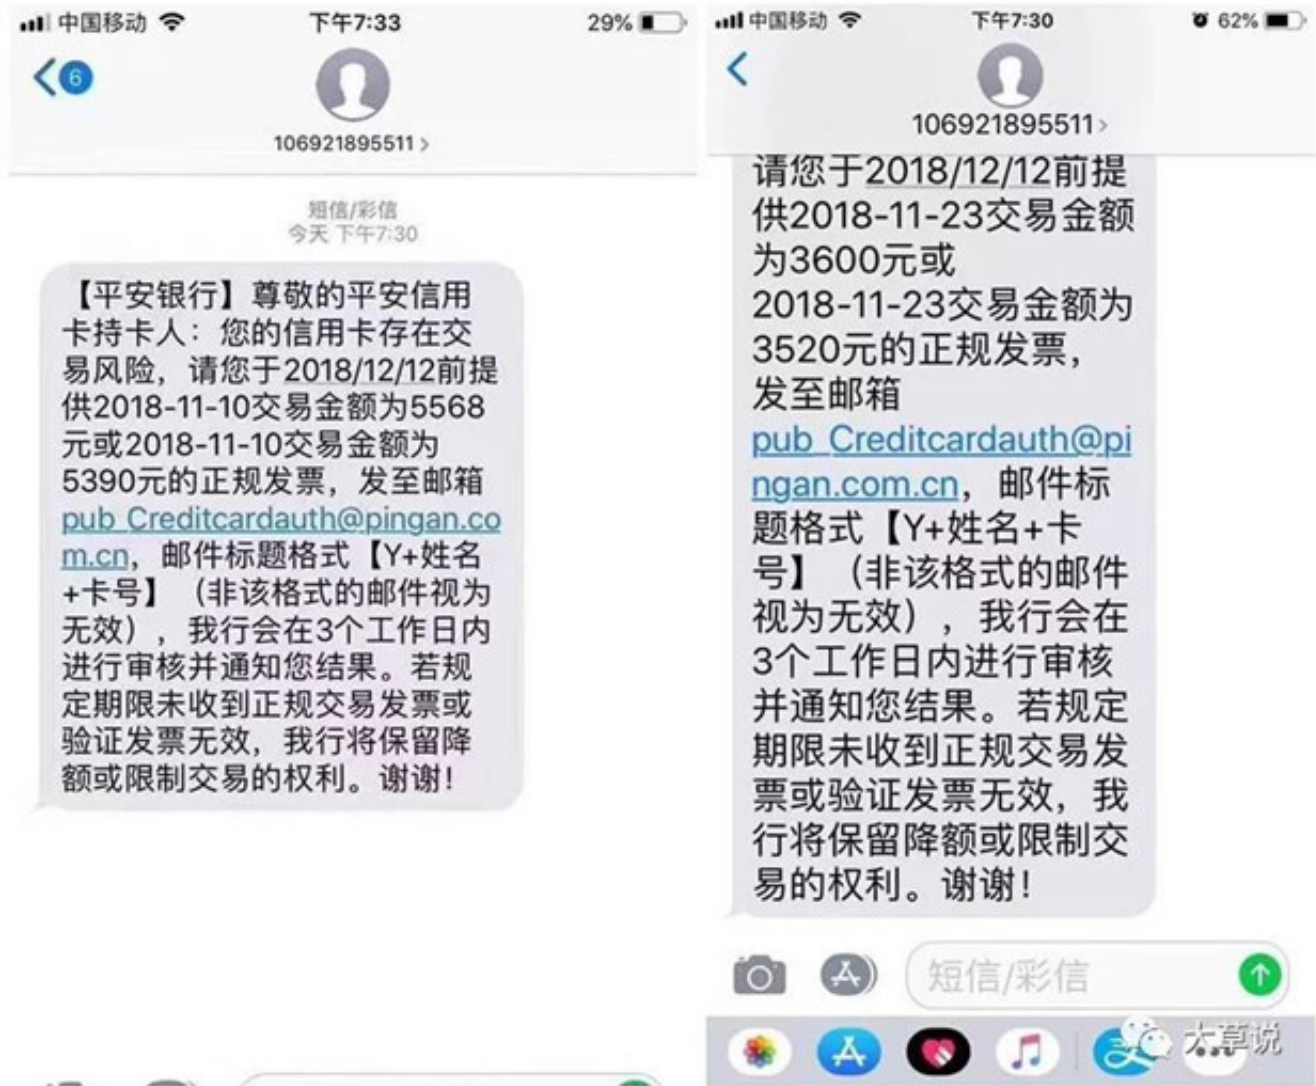 中国移动
下午7:33
29%
6
106921895511 >
短信/彩信
今天 下午7:30
【平安银行】尊敬的平安信用
卡持卡人：您的信用卡存在交
易风险，请您于2018/12/12前提
供2018-11-10交易金额为5568
元或2018-11-10交易金额为
5390元的正规发票，发至邮箱
pub_Creditcardauth@pingan.co
m.cn，邮件标题格式【Y+姓名
+卡号】（非该格式的邮件视为
无效），我行会在3个工作日内
进行审核并通知您结果。若规
定期限未收到正规交易发票或
验证发票无效，我行将保留降
额或限制交易的权利。谢谢！
中国移动
下午7:30
62%
106921895511 >
请您于2018/12/12前提
供2018-11-23交易金额
为3600元或
2018-11-23交易金额为
3520元的正规发票，
发至邮箱
pub_Creditcardauth@pi
ngan.com.cn，邮件标
题格式【Y+姓名+卡
号】（非该格式的邮件
视为无效），我行会在
3个工作日内进行审核
并通知您结果。若规定
期限未收到正规交易发
票或验证发票无效，我
行将保留降额或限制交
易的权利。谢谢！
短信/彩信
大草说